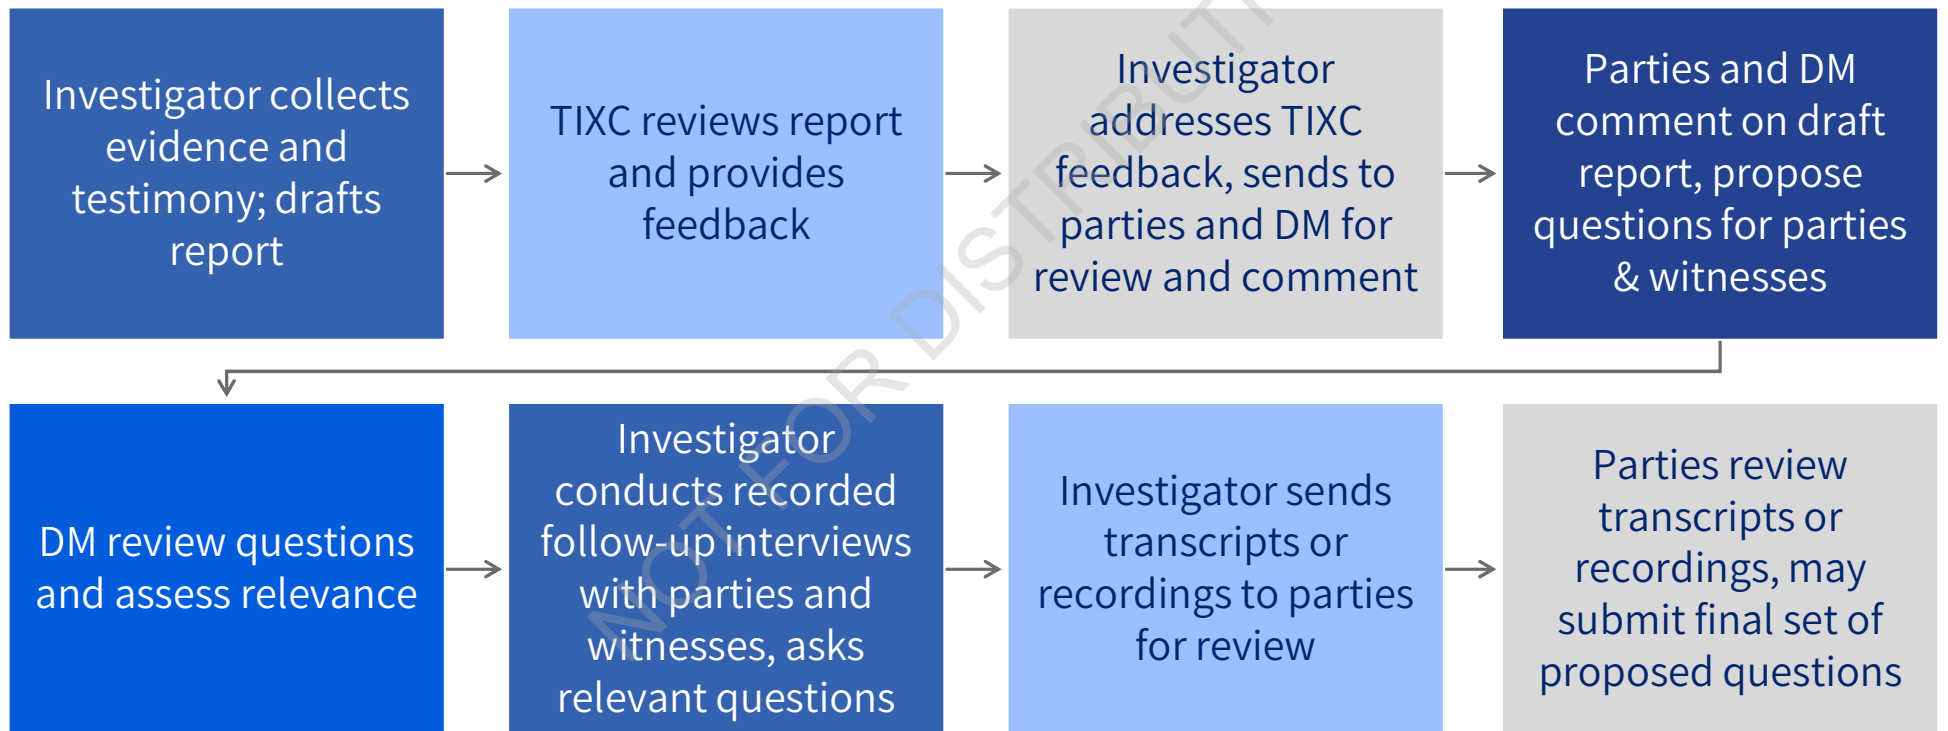 Investigator collects
evidence and
testimony; drafts
report
TIXC reviews report
and provides
feedback
Investigator
addresses TIXC
feedback, sends to
parties and DM for
review and comment
Parties and DM
comment on draft
report, propose
questions for parties
& witnesses
DM review questions
and assess relevance
Investigator
conducts recorded
follow-up interviews
with parties and
witnesses, asks
relevant questions
Investigator sends
transcripts or
recordings to parties
for review
Parties review
transcripts or
recordings, may
submit final set of
proposed questions
NOT FOR DISTRIBUTI